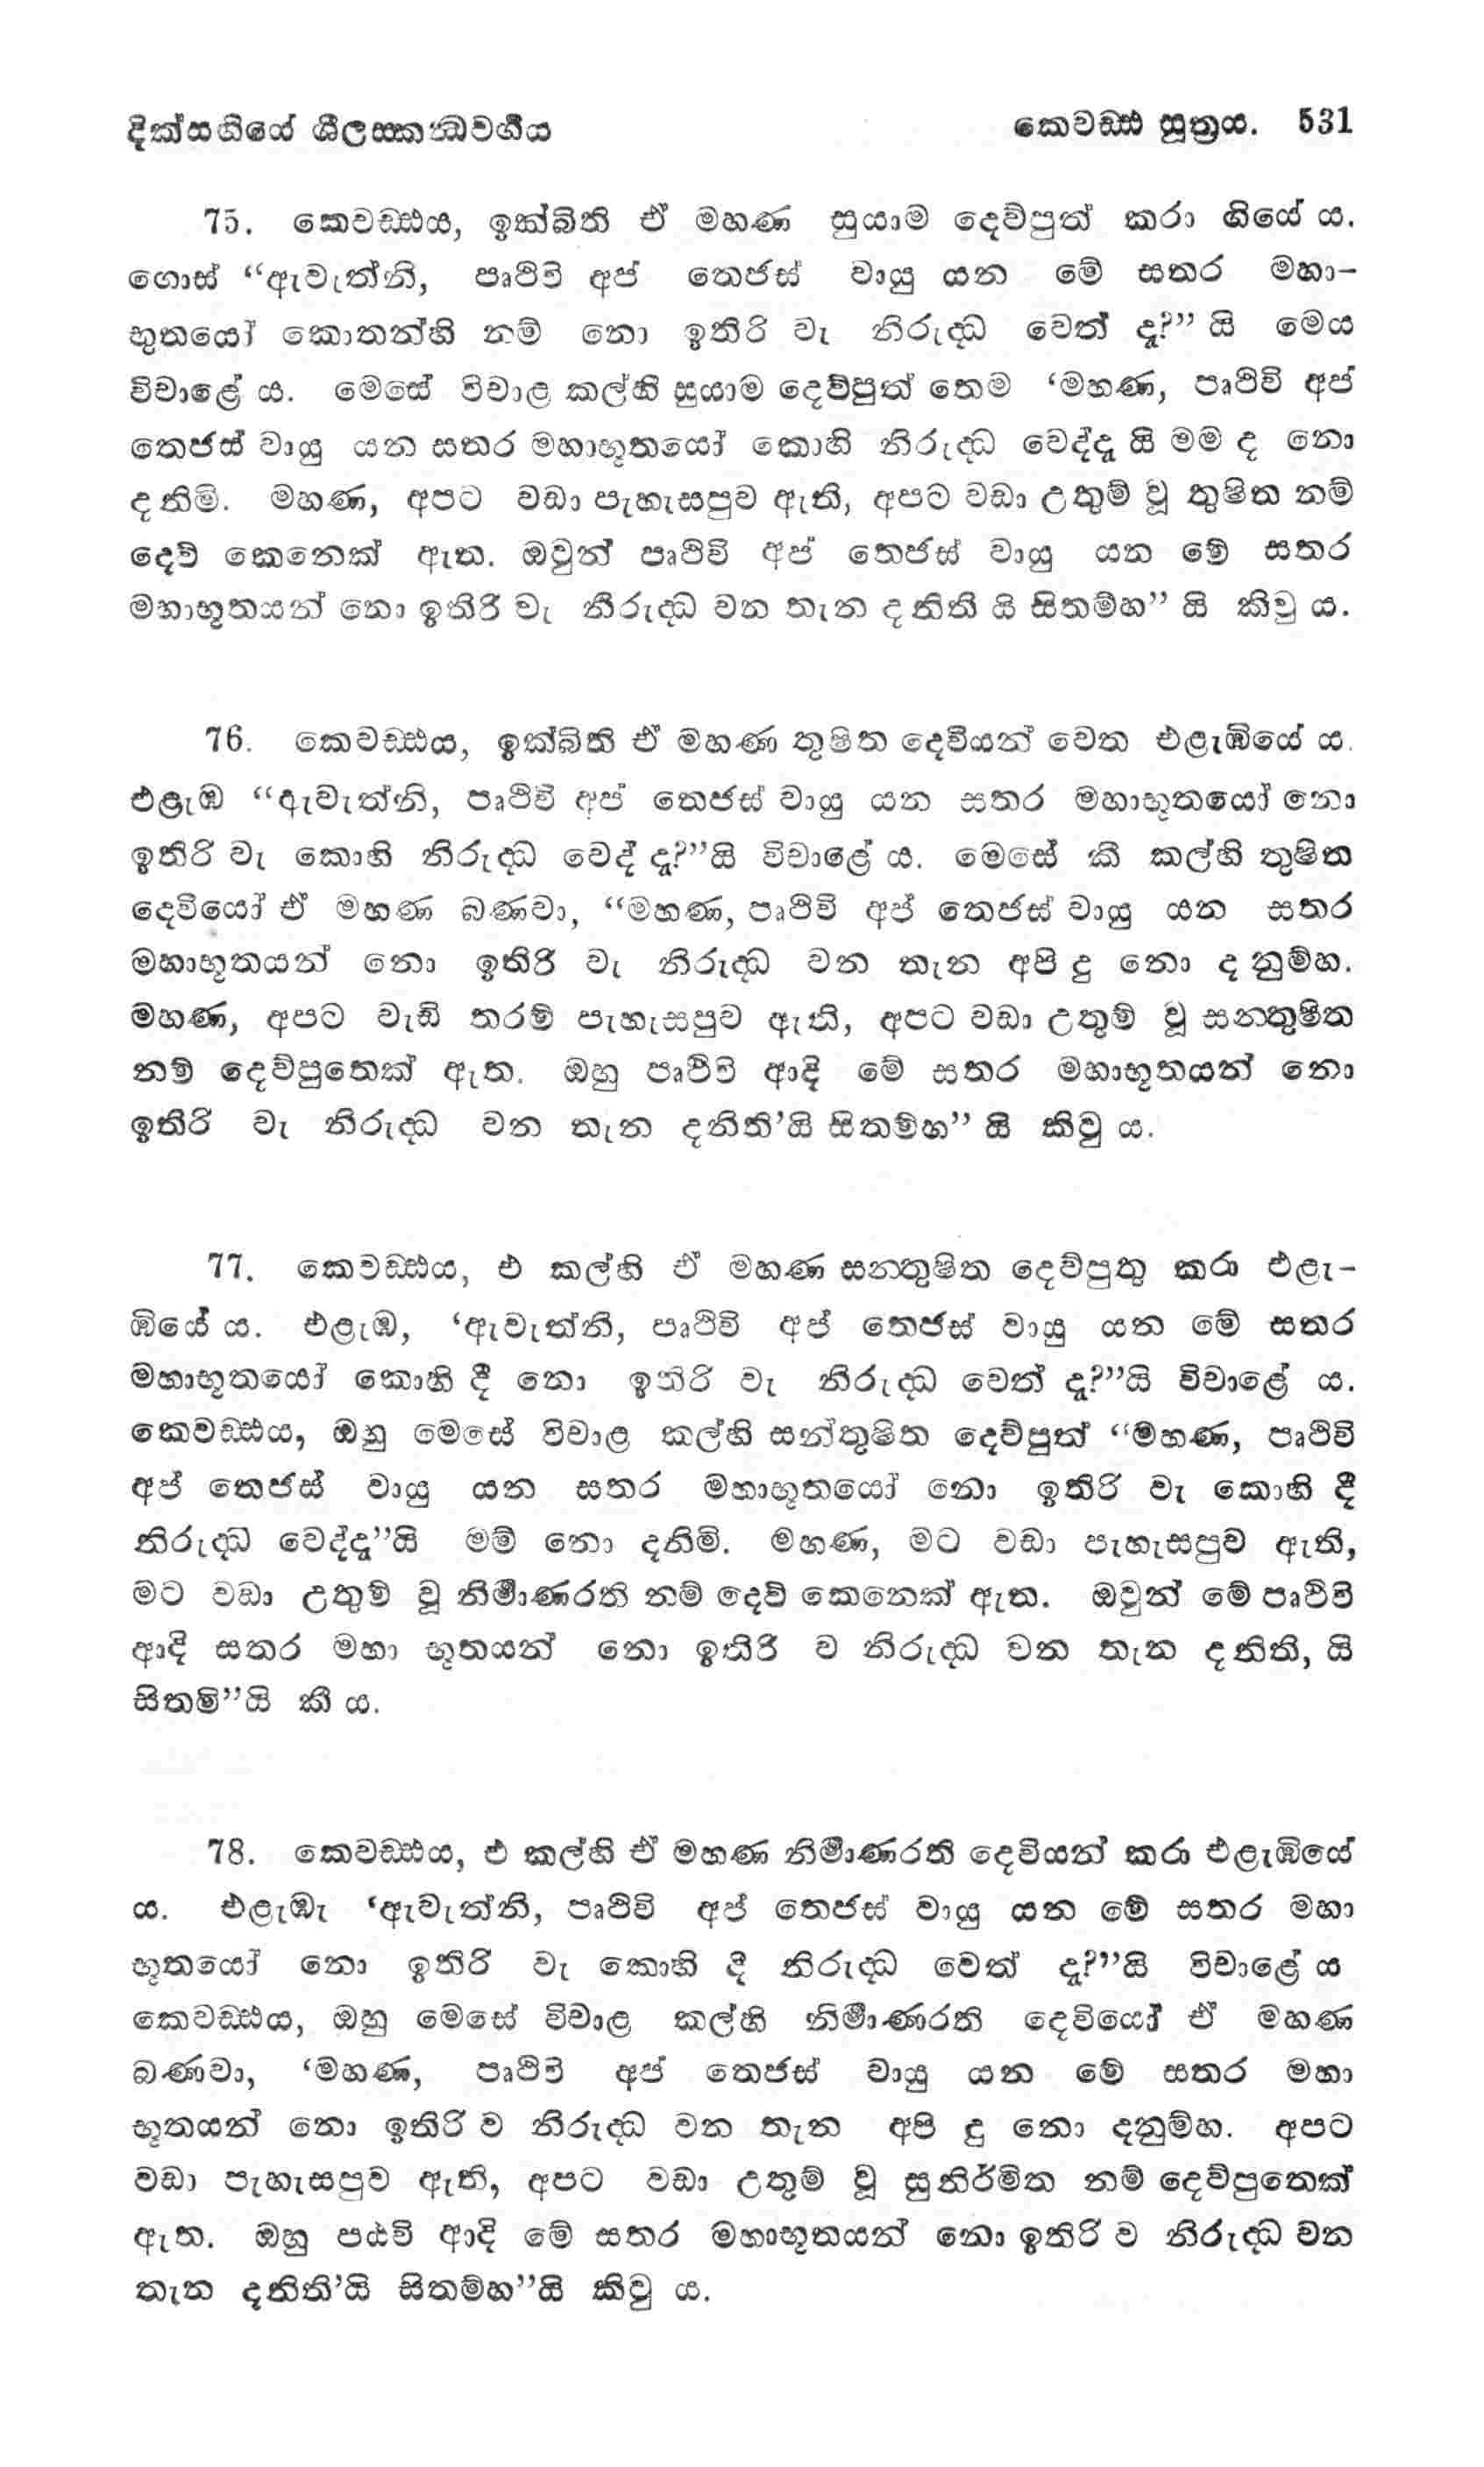 දික්සඟියේ ශීලස්කන්ධවර්‍ගය	කෙවඩ්ඪ සූත්‍රය. 531
75. කෙවඩ්ඪය, ඉක්බිති ඒ මහණ සුයාම දෙව්පුත් කරා ගියේ ය.
ගොස් “ඇවැත්නි, පෘථිවි අප් තෙජස් වායු යන මේ සතර මහා-
භූතයෝ කොතන්හි නම් නො ඉතිරි වැ නිරුද්ධ වෙත් දැ?” යි මෙය
විචාළේ ය. මෙසේ විචාළ කල්හි සුයාම දෙව්පුත් තෙම ‘මහණ, පෘථිවි අප්
තෙජස් වායු යන සතර මහාභූතයෝ කොහි නිරුද්ධ වෙද්දැ යි මම ද නො
දනිමි. මහණ, අපට වඩා පැහැසපුව ඇති, අපට වඩා උතුම් වූ තුෂිත නම්
දෙව් කෙනෙක් ඇත. ඔවුන් පෘථිවි අප් තෙජස් වායු යන මේ සතර
මහාභූතයන් නො ඉතිරි වැ නිරුද්ධ වන තැන දනිති යි සිතම්හ” යි කිවු ය.
76. කෙවඩ්ඪය, ඉක්බිති ඒ මහණ තුෂිත දෙවියන් වෙත එළැඹියේ ය.
එළැඹ “ඇවැත්නි, පෘථිවි අප් තෙජස් වායු යන සතර මහාභූතයෝ නො
ඉතිරි වැ කොහි නිරුද්ධ වෙද් දැ?”යි විචාළේ ය. මෙසේ කී කල්හි තුෂිත
දෙවියෝ ඒ මහණ බණවා, “මහණ, පෘථිවි අප් තෙජස් වායු යන සතර
මහාභූතයන් නො ඉතිරි වැ නිරුද්ධ වන තැන අපි දු නො දනුම්හ.
මහණ, අපට වැඩි තරම් පැහැසපුව ඇති, අපට වඩා උතුම් වූ සන්තුෂිත
නම් දෙව්පුතෙක් ඇත. ඔහු පෘථිවි ආදි මේ සතර මහාභූතයන් නො
ඉතිරි වැ නිරුද්ධ වන තැන දනිති’යි සිතම්හ” යි කිවු ය.
77. කෙවඩ්ඪය, එ කල්හි ඒ මහණ සන්තුෂිත දෙව්පුතු කරා එළැ-
ඹියේ ය. එළැඹ, ‘ඇවැත්නි, පෘථිවි අප් තෙජස් වායු යන මේ සතර
මහාභූතයෝ කොහි දී නො ඉතිරි වැ නිරුද්ධ වෙත් දැ?”යි විචාළේ ය.
කෙවඩ්ඪය, ඔහු මෙසේ විචාළ කල්හි සන්තුෂිත දෙව්පුත් “මහණ, පෘථිවි
අප් තෙජස් වායු යන සතර මහාභූතයෝ නො ඉතිරි වැ කොහි දී
නිරුද්ධ වෙද්දැ”යි මම් නො දනිමි. මහණ, මට වඩා පැහැසපුව ඇති,
මට වඩා උතුම් වූ නිර්‍මාණරති නම් දෙව් කෙනෙක් ඇත. ඔවුන් මේ පෘථිවි
ආදි සතර මහා භූතයන් නො ඉතිරි ව නිරුද්ධ වන තැන දනිති, යි
සිතමි”යි කී ය.
78. කෙවඩ්ඪය, එ කල්හි ඒ මහණ නිර්‍මාණරති දෙවියන් කරා එළැඹියේ
ය. එළැඹැ ‘ඇවැත්නි, පෘථිවි අප් තෙජස් වායු යන මේ සතර මහා
භූතයෝ නො ඉතිරි වැ කොහි දී නිරුද්ධ වෙත් දැ?”යි විචාළේ ය
කෙවඩ්ඪය, ඔහු මෙසේ විචාළ කල්හි නිර්‍මාණරති දෙවියෝ ඒ මහණ
බණවා, ‘මහණ, පෘථිවි අප් තෙජස් වායු යන මේ සතර මහා
භූතයන් නො ඉතිරි ව නිරුද්ධ වන තැන අපි දු නො දනුම්හ. අපට
වඩා පැහැසපුව ඇති, අපට වඩා උතුම් වූ සුනිර්මිත නම් දෙව්පුතෙක්
ඇත. ඔහු පඨවි ආදි මේ සතර මහාභූතයන් නො ඉතිරි ව නිරුද්ධ වන
තැන දනිති’යි සිතම්හ”යි කිවු ය.